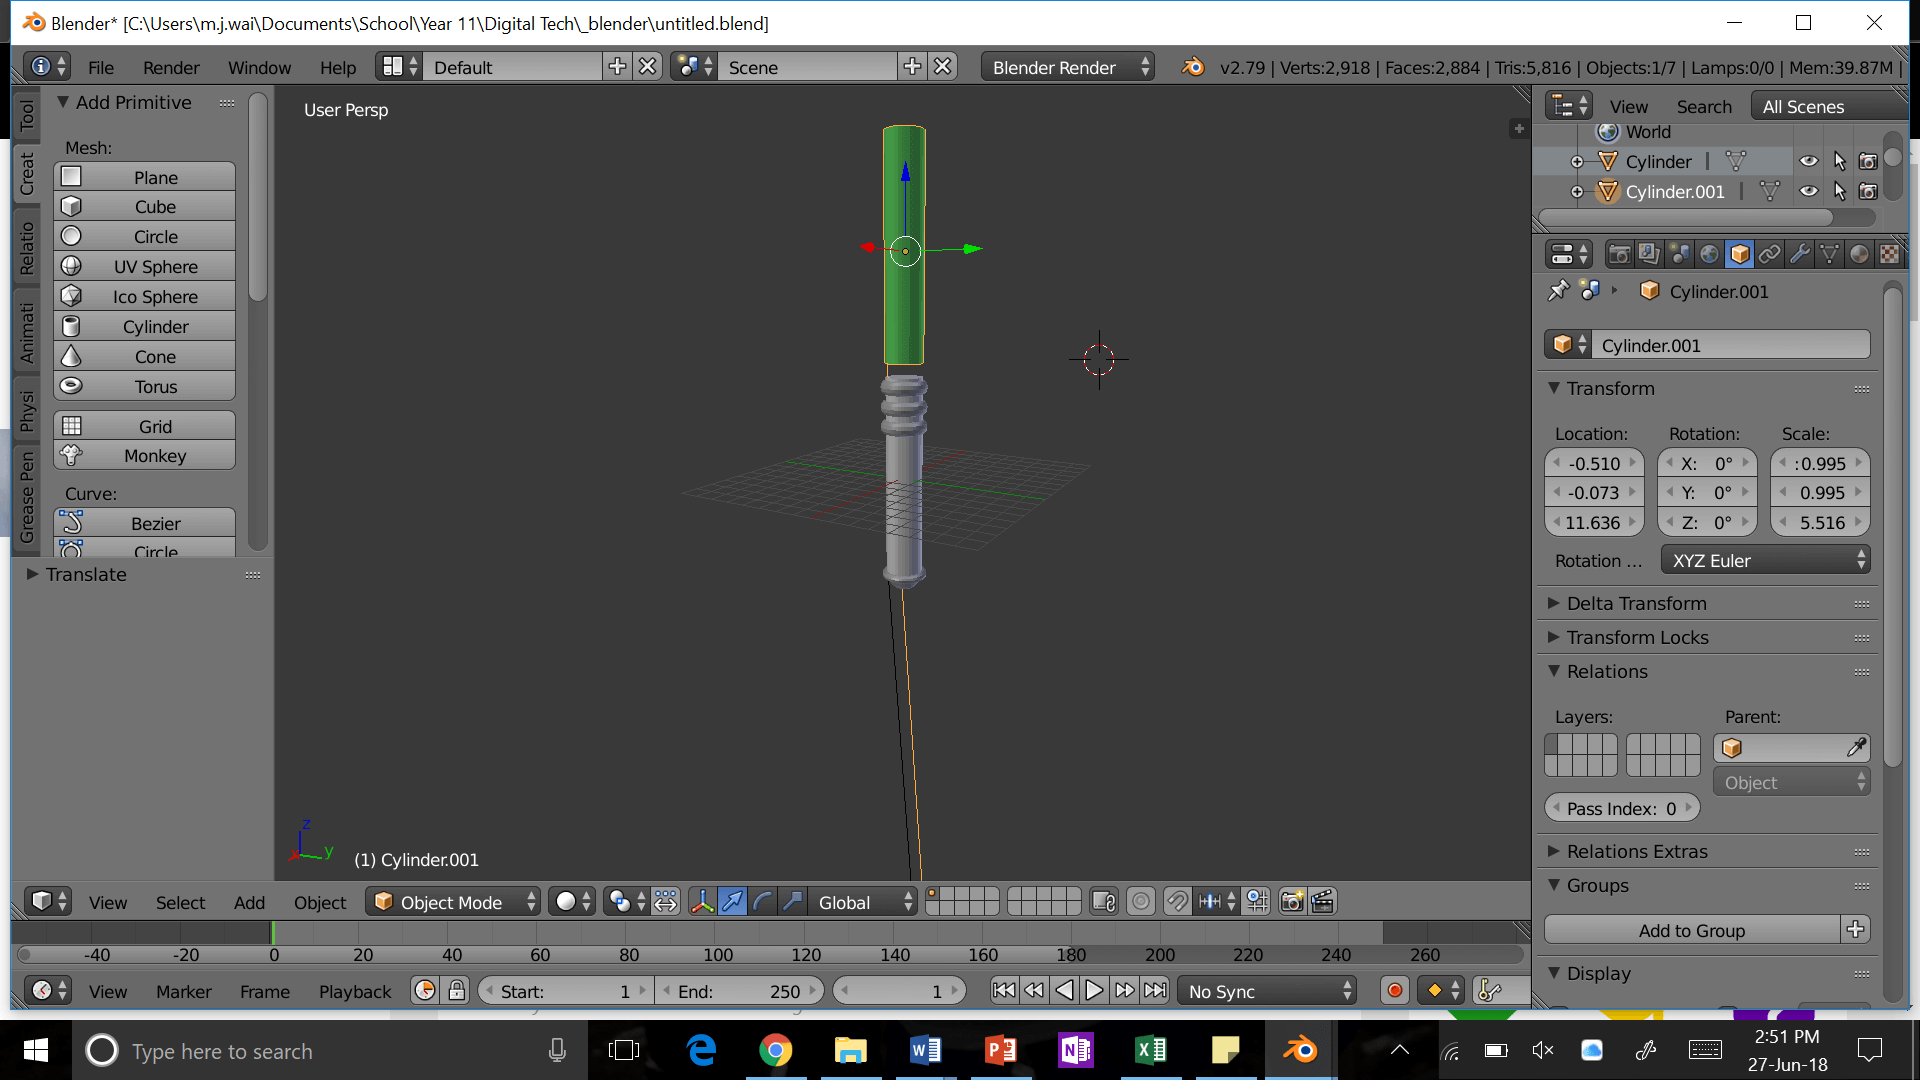 Blender* [C:\Users\m.j.wai\Documents\School\Year 11\Digital Tech\_blender\untitled.blend]
File Render Window Help Default Scene Blender Render v2.79 | Verts:2,918 | Faces:2,884 | Tris:5,816 | Objects:1/7 | Lamps:0/0 | Mem:39.87M |
Tool
Creat
Relatio
Animati
Physi
Grease Pen
Add Primitive
Mesh:
Plane
Cube
Circle
UV Sphere
Ico Sphere
Cylinder
Cone
Torus
Grid
Monkey
Curve:
Bezier
Circle
Translate
User Persp
z
y
x
(1) Cylinder.001
View Search All Scenes
World
Cylinder |
Cylinder.001 |
Cylinder.001
Cylinder.001
Transform
Location: Rotation: Scale:
-0.510 X: 0° :0.995
-0.073 Y: 0° 0.995
11.636 Z: 0° 5.516
Rotation ... XYZ Euler
Delta Transform
Transform Locks
Relations
Layers: Parent:
Object
Pass Index: 0
Relations Extras
Groups
Add to Group
Display
View Select Add Object Object Mode Global
-40 -20 0 20 40 60 80 100 120 140 160 180 200 220 240 260
View Marker Frame Playback Start: 1 End: 250 1 No Sync
Type here to search
2:51 PM
27-Jun-18